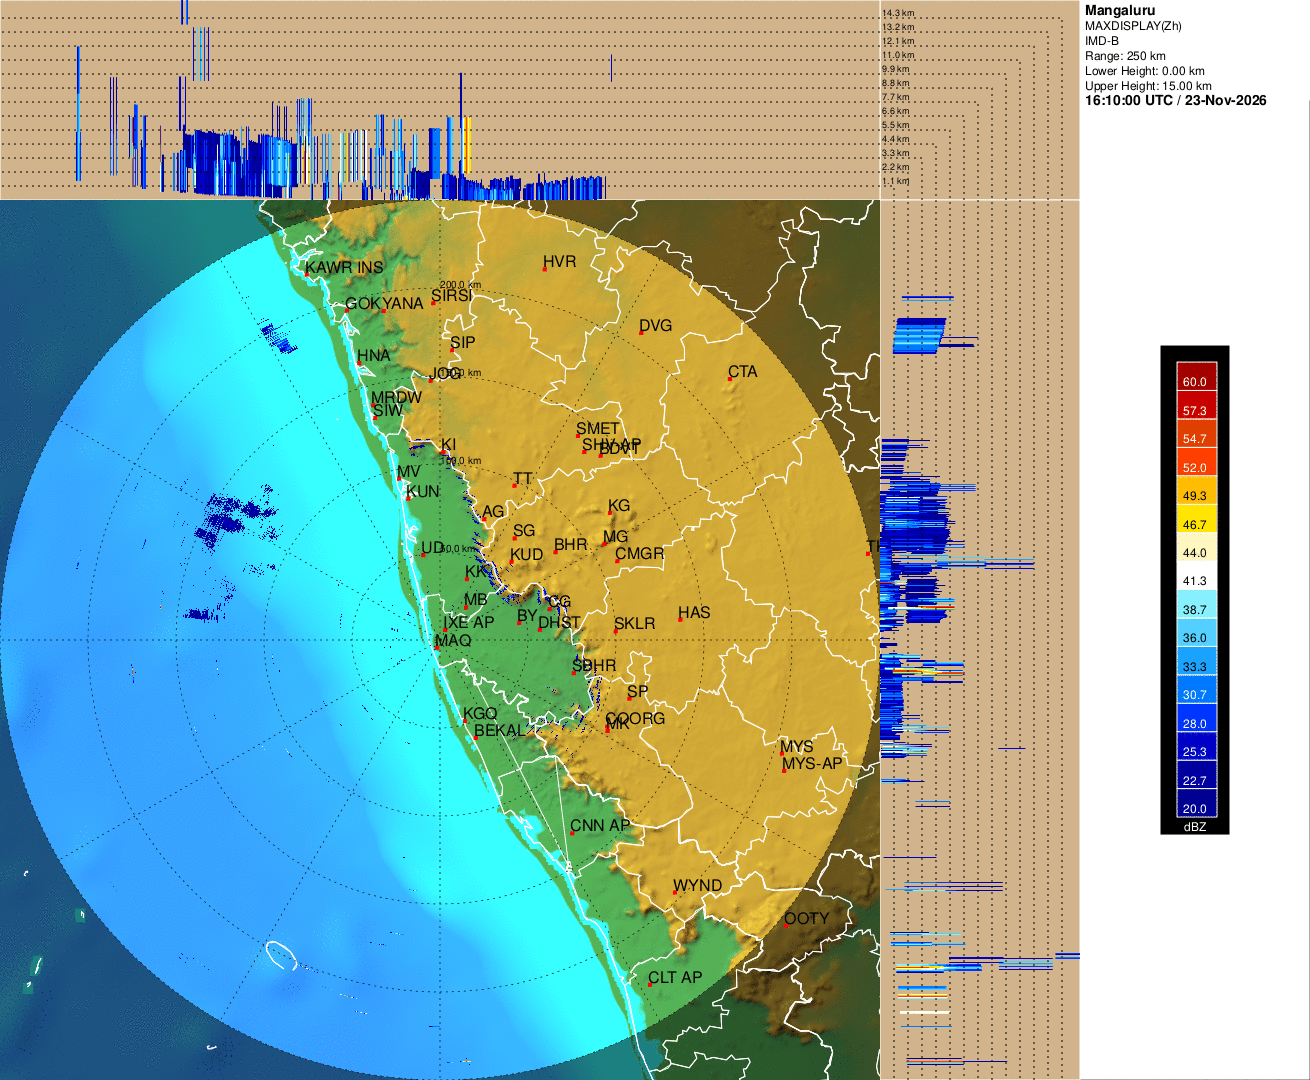 14.3 km
13.2 km
12.1 km
11.0 km
9.9 km
8.8 km
7.7 km
6.6 km
5.5 km
4.4 km
3.3 km
2.2 km
1.1 km
Mangaluru
MAXDISPLAY(Zh)
IMD-B
Range: 250 km
Lower Height: 0.00 km
Upper Height: 15.00 km
16:10:00 UTC / 23-Nov-2026
KAWR INS
HVR
200.0 km
SIRSI
GOKYANA
DVG
SIP
HNA
JOG
CTA
MRDW
SIW
SMET
KI
SHV-AP
BDVT
100.0 km
MV
TT
KUN
KG
AG
SG
MG
UD
50.0 km
KUD
BHR
CMGR
KK
MB
CG
BY
HAS
IXE AP
DHST
SKLR
MAQ
SBHR
SP
KGQ
COORG
MK
BEKAL
MYS
MYS-AP
CNN AP
WYND
OOTY
CLT AP
60.0
57.3
54.7
52.0
49.3
46.7
44.0
41.3
38.7
36.0
33.3
30.7
28.0
25.3
22.7
20.0
dBZ